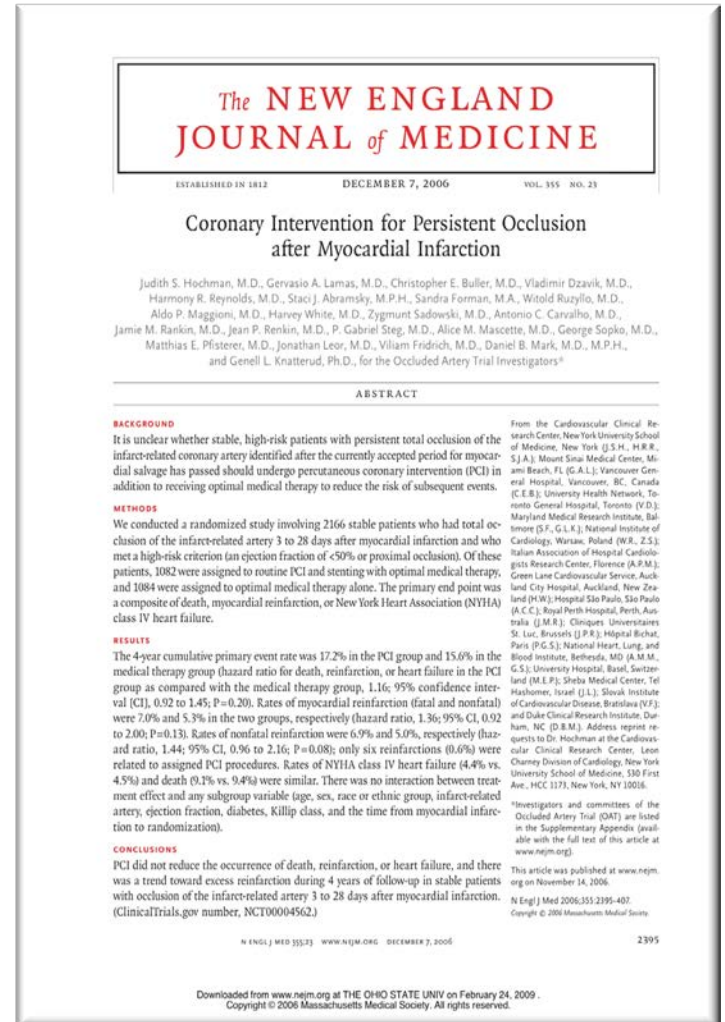 The NEW ENGLAND
JOURNAL of MEDICINE
ESTABLISHED IN 1812
DECEMBER 7, 2006
VOL. 355 NO. 23
Coronary Intervention for Persistent Occlusion
after Myocardial Infarction
Judith S. Hochman, M.D., Gervasio A. Lamas, M.D., Christopher E. Buller, M.D., Vladimir Dzavik, M.D.,
Harmony R. Reynolds, M.D., Staci J. Abramsky, M.P.H., Sandra Forman, M.A., Witold Ruzyllo, M.D.,
Aldo P. Maggioni, M.D., Harvey White, M.D., Zygmunt Sadowski, M.D., Antonio C. Carvalho, M.D.,
Jamie M. Rankin, M.D., Jean P. Renkin, M.D., P. Gabriel Steg, M.D., Alice M. Mascette, M.D., George Sopko, M.D.,
Matthias E. Pfisterer, M.D., Jonathan Leor, M.D., Viliam Fridrich, M.D., Daniel B. Mark, M.D., M.P.H.,
and Genell L. Knatterud, Ph.D., for the Occluded Artery Trial Investigators*
ABSTRACT
BACKGROUND
It is unclear whether stable, high-risk patients with persistent total occlusion of the
infarct-related coronary artery identified after the currently accepted period for myocar-
dial salvage has passed should undergo percutaneous coronary intervention (PCI) in
addition to receiving optimal medical therapy to reduce the risk of subsequent events.
METHODS
We conducted a randomized study involving 2166 stable patients who had total oc-
clusion of the infarct-related artery 3 to 28 days after myocardial infarction and who
met a high-risk criterion (an ejection fraction of <50% or proximal occlusion). Of these
patients, 1082 were assigned to routine PCI and stenting with optimal medical therapy,
and 1084 were assigned to optimal medical therapy alone. The primary end point was
a composite of death, myocardial reinfarction, or New York Heart Association (NYHA)
class IV heart failure.
RESULTS
The 4-year cumulative primary event rate was 17.2% in the PCI group and 15.6% in the
medical therapy group (hazard ratio for death, reinfarction, or heart failure in the PCI
group as compared with the medical therapy group, 1.16; 95% confidence inter-
val [CI], 0.92 to 1.45; P=0.20). Rates of myocardial reinfarction (fatal and nonfatal)
were 7.0% and 5.3% in the two groups, respectively (hazard ratio, 1.36; 95% CI, 0.92
to 2.00; P=0.13). Rates of nonfatal reinfarction were 6.9% and 5.0%, respectively (haz-
ard ratio, 1.44; 95% CI, 0.96 to 2.16; P=0.08); only six reinfarctions (0.6%) were
related to assigned PCI procedures. Rates of NYHA class IV heart failure (4.4% vs.
4.5%) and death (9.1% vs. 9.4%) were similar. There was no interaction between treat-
ment effect and any subgroup variable (age, sex, race or ethnic group, infarct-related
artery, ejection fraction, diabetes, Killip class, and the time from myocardial infarc-
tion to randomization).
CONCLUSIONS
PCI did not reduce the occurrence of death, reinfarction, or heart failure, and there
was a trend toward excess reinfarction during 4 years of follow-up in stable patients
with occlusion of the infarct-related artery 3 to 28 days after myocardial infarction.
(ClinicalTrials.gov number, NCT00004562.)
From the Cardiovascular Clinical Re-
search Center, New York University School
of Medicine, New York (J.S.H., H.R.R.,
S.J.A.); Mount Sinai Medical Center, Mi-
ami Beach, FL (G.A.L.); Vancouver Gen-
eral Hospital, Vancouver, BC, Canada
(C.E.B.); University Health Network, To-
ronto General Hospital, Toronto (V.D.);
Maryland Medical Research Institute, Bal-
timore (S.F., G.L.K.); National Institute of
Cardiology, Warsaw, Poland (W.R., Z.S.);
Italian Association of Hospital Cardiolo-
gists Research Center, Florence (A.P.M.);
Green Lane Cardiovascular Service, Auck-
land City Hospital, Auckland, New Zea-
land (H.W.); Hospital São Paulo, São Paulo
(A.C.C.); Royal Perth Hospital, Perth, Aus-
tralia (J.M.R.); Cliniques Universitaires
St. Luc, Brussels (J.P.R.); Hôpital Bichat,
Paris (P.G.S.); National Heart, Lung, and
Blood Institute, Bethesda, MD (A.M.M.,
G.S.); University Hospital, Basel, Switzer-
land (M.E.P.); Sheba Medical Center, Tel
Hashomer, Israel (J.L.); Slovak Institute
of Cardiovascular Disease, Bratislava (V.F.);
and Duke Clinical Research Institute, Dur-
ham, NC (D.B.M.). Address reprint re-
quests to Dr. Hochman at the Cardiovas-
cular Clinical Research Center, Leon
Charney Division of Cardiology, New York
University School of Medicine, 530 First
Ave., HCC 1173, New York, NY 10016.
*Investigators and committees of the
Occluded Artery Trial (OAT) are listed
in the Supplementary Appendix (avail-
able with the full text of this article at
www.nejm.org).
This article was published at www.nejm.
org on November 14, 2006.
N Engl J Med 2006;355:2395-407.
Copyright © 2006 Massachusetts Medical Society.
N ENGL J MED 355;23 WWW.NEJM.ORG DECEMBER 7, 2006
2395
Downloaded from www.nejm.org at THE OHIO STATE UNIV on February 24, 2009 .
Copyright © 2006 Massachusetts Medical Society. All rights reserved.